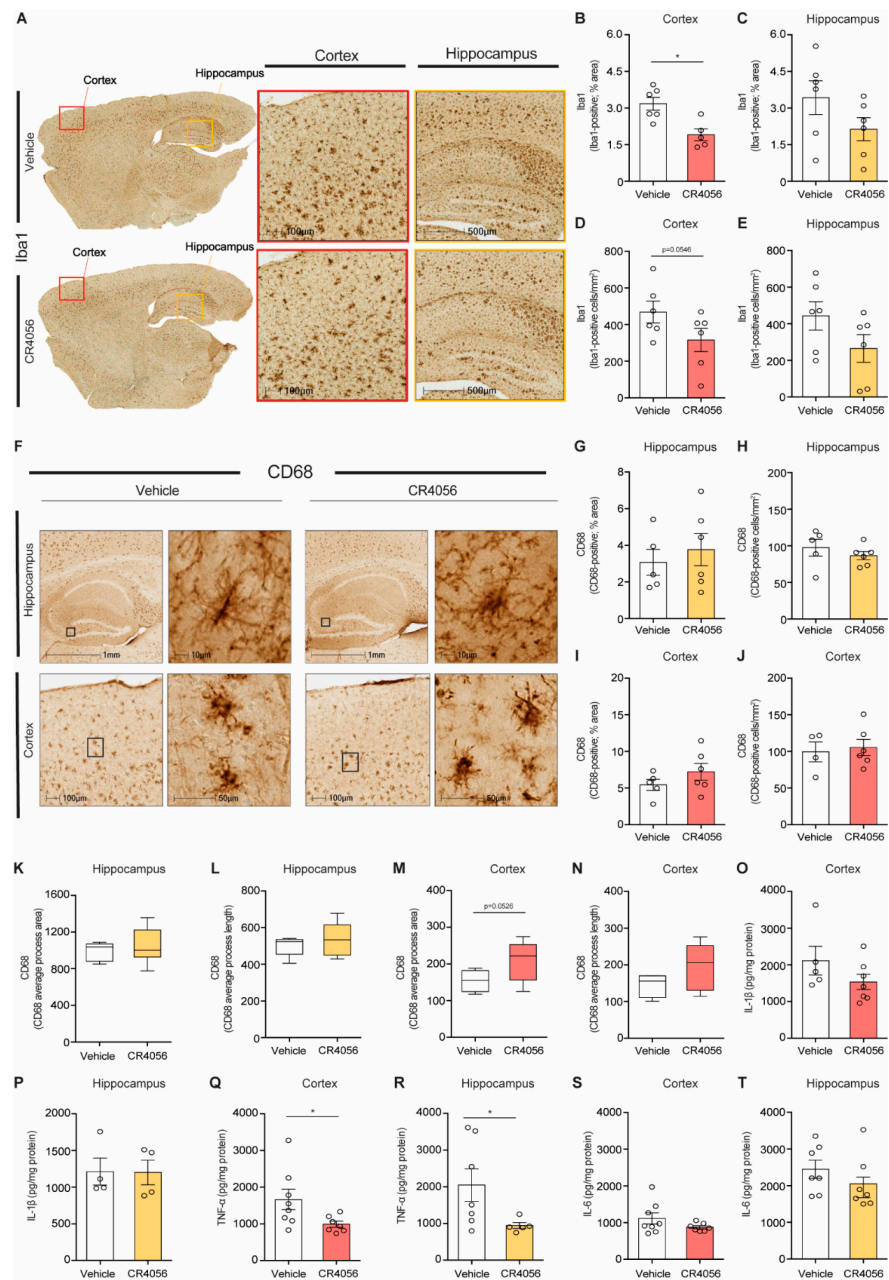 A
Cortex
Hippocampus
Cortex
Hippocampus
Vehicle
Iba1
100μm
500μm
Cortex
Hippocampus
CR4056
100μm
500μm
B
Cortex
Iba1
(Iba1-positive; % area)
6.0
4.5
3.0
1.5
0
*
Vehicle
CR4056
C
Hippocampus
Iba1
(Iba1-positive; % area)
6.0
4.5
3.0
1.5
0
Vehicle
CR4056
D
Cortex
Iba1
(Iba1-positive cells/mm²)
800
600
400
200
0
p=0.0546
Vehicle
CR4056
E
Hippocampus
Iba1
(Iba1-positive cells/mm²)
800
600
400
200
0
Vehicle
CR4056
F
CD68
Vehicle
CR4056
Hippocampus
1mm
10μm
1mm
10μm
Cortex
100μm
50μm
100μm
50μm
G
Hippocampus
CD68
(CD68-positive; % area)
8
6
4
2
0
Vehicle
CR4056
H
Hippocampus
CD68
(CD68-positive cells/mm²)
200
150
100
50
0
Vehicle
CR4056
I
Cortex
CD68
(CD68-positive; % area)
20
15
10
5
0
Vehicle
CR4056
J
Cortex
CD68
(CD68-positive cells/mm²)
200
150
100
50
0
Vehicle
CR4056
K
Hippocampus
CD68
(CD68 average process area)
1600
1200
800
400
0
Vehicle
CR4056
L
Hippocampus
CD68
(CD68 average process length)
800
600
400
200
0
Vehicle
CR4056
M
Cortex
CD68
(CD68 average process area)
400
300
200
100
0
p=0.0526
Vehicle
CR4056
N
Cortex
CD68
(CD68 average process length)
400
300
200
100
0
Vehicle
CR4056
O
Cortex
IL-1β (pg/mg protein)
4000
3000
2000
1000
0
Vehicle
CR4056
P
Hippocampus
IL-1β (pg/mg protein)
2000
1500
1000
500
0
Vehicle
CR4056
Q
Cortex
TNF-α (pg/mg protein)
4000
3000
2000
1000
0
*
Vehicle
CR4056
R
Hippocampus
TNF-α (pg/mg protein)
4000
3000
2000
1000
0
*
Vehicle
CR4056
S
Cortex
IL-6 (pg/mg protein)
4000
3000
2000
1000
0
Vehicle
CR4056
T
Hippocampus
IL-6 (pg/mg protein)
4000
3000
2000
1000
0
Vehicle
CR4056